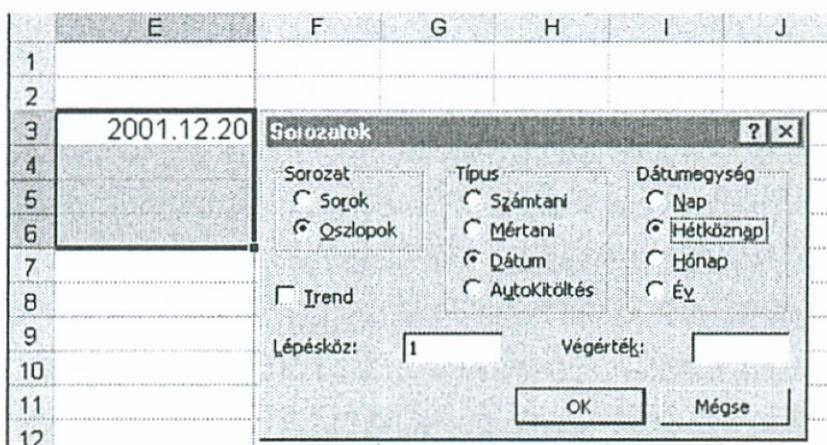 E F G H I J
1
2
3 2001.12.20 Sorozatok ? ×
4 Sorozat Típus Dátumegység
5 Sorok Számtani Nap
6 Oszlopok Mértani Hétköznap
7 Dátum Hónap
8 Trend AutoKitöltés Év
9 Lépésköz: 1 Végérték:
10
11 OK Mégse
12